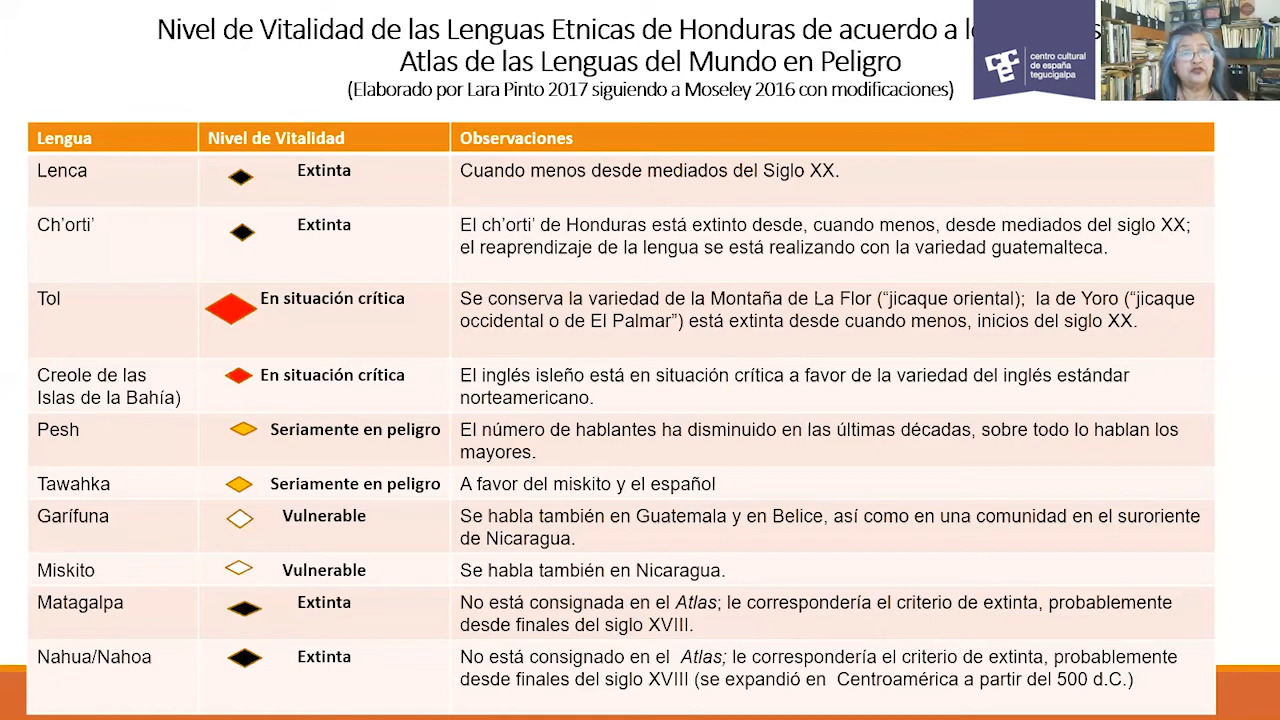 Nivel de Vitalidad de las Lenguas Etnicas de Honduras de acuerdo a
Atlas de las Lenguas del Mundo en Peligro
(Elaborado por Lara Pinto 2017 siguiendo a Moseley 2016 con modificaciones)
cce
centro cultural
de españa
tegucigalpa
Lengua Nivel de Vitalidad Observaciones
Lenca Extinta Cuando menos desde mediados del Siglo XX.
Ch’orti’ Extinta El ch’orti’ de Honduras está extinto desde, cuando menos, desde mediados del siglo XX;
el reaprendizaje de la lengua se está realizando con la variedad guatemalteca.
Tol En situación crítica Se conserva la variedad de la Montaña de La Flor (“jicaque oriental); la de Yoro (“jicaque
occidental o de El Palmar”) está extinta desde cuando menos, inicios del siglo XX.
Creole de las En situación crítica El inglés isleño está en situación crítica a favor de la variedad del inglés estándar
Islas de la Bahía) norteamericano.
Pesh Seriamente en peligro El número de hablantes ha disminuido en las últimas décadas, sobre todo lo hablan los
mayores.
Tawahka Seriamente en peligro A favor del miskito y el español
Garífuna Vulnerable Se habla también en Guatemala y en Belice, así como en una comunidad en el suroriente
de Nicaragua.
Miskito Vulnerable Se habla también en Nicaragua.
Matagalpa Extinta No está consignada en el Atlas; le correspondería el criterio de extinta, probablemente
desde finales del siglo XVIII.
Nahua/Nahoa Extinta No está consignado en el Atlas; le correspondería el criterio de extinta, probablemente
desde finales del siglo XVIII (se expandió en Centroamérica a partir del 500 d.C.)